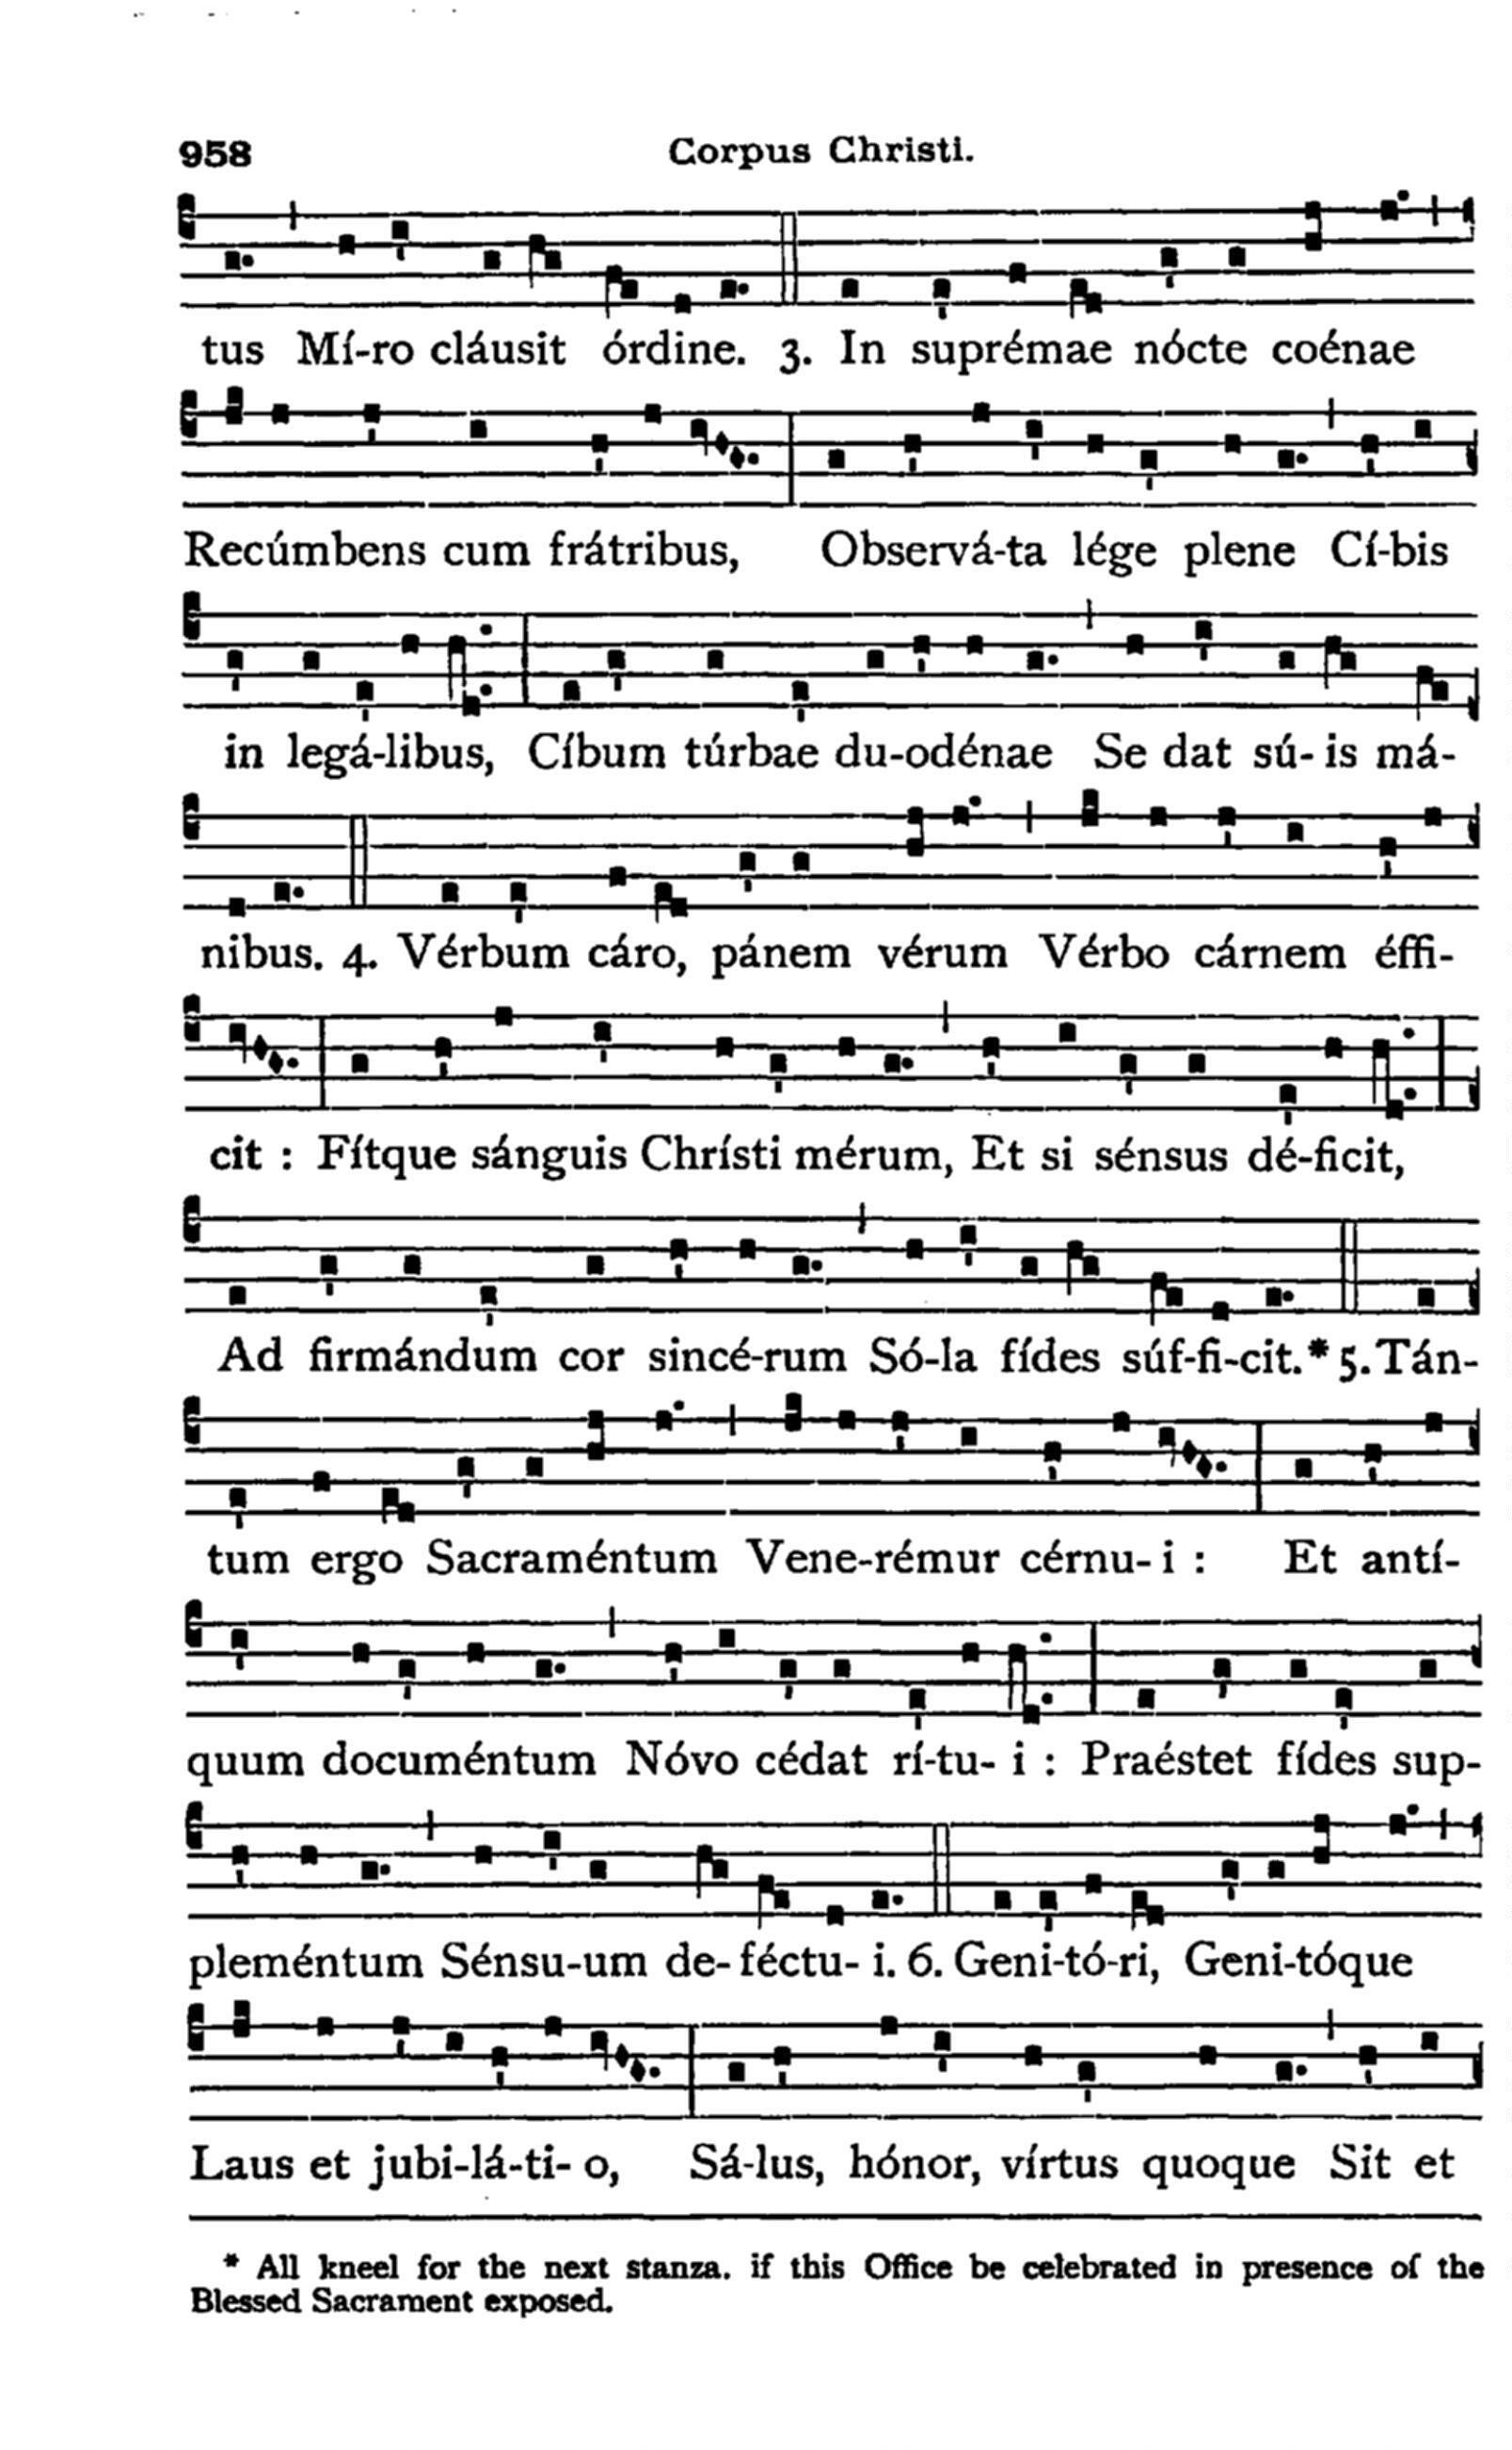 958 Corpus Christi.
tus Mí-ro cláusit órdine. 3. In suprémae nócte coénae
Recúmbens cum frátribus, Observá-ta lége plene Cí-bis
in legá-libus, Cíbum túrbae du-odénae Se dat sú- is má-
nibus. 4. Vérbum cáro, pánem vérum Vérbo cárnem éffi-
cit : Fítque sánguis Chrísti mérum, Et si sénsus dé-ficit,
Ad firmándum cor sincé-rum Só-la fídes súf-fi-cit.* 5. Tán-
tum ergo Sacraméntum Vene-rémur cérnu- i : Et antí-
quum documéntum Nóvo cédat rí-tu- i : Praéstet fídes sup-
pleméntum Sénsu-um de- féctu- i. 6. Geni-tó-ri, Geni-tóque
Laus et jubi-lá-ti- o, Sá-lus, hónor, vírtus quoque Sit et
* All kneel for the next stanza. if this Office be celebrated in presence of the
Blessed Sacrament exposed.